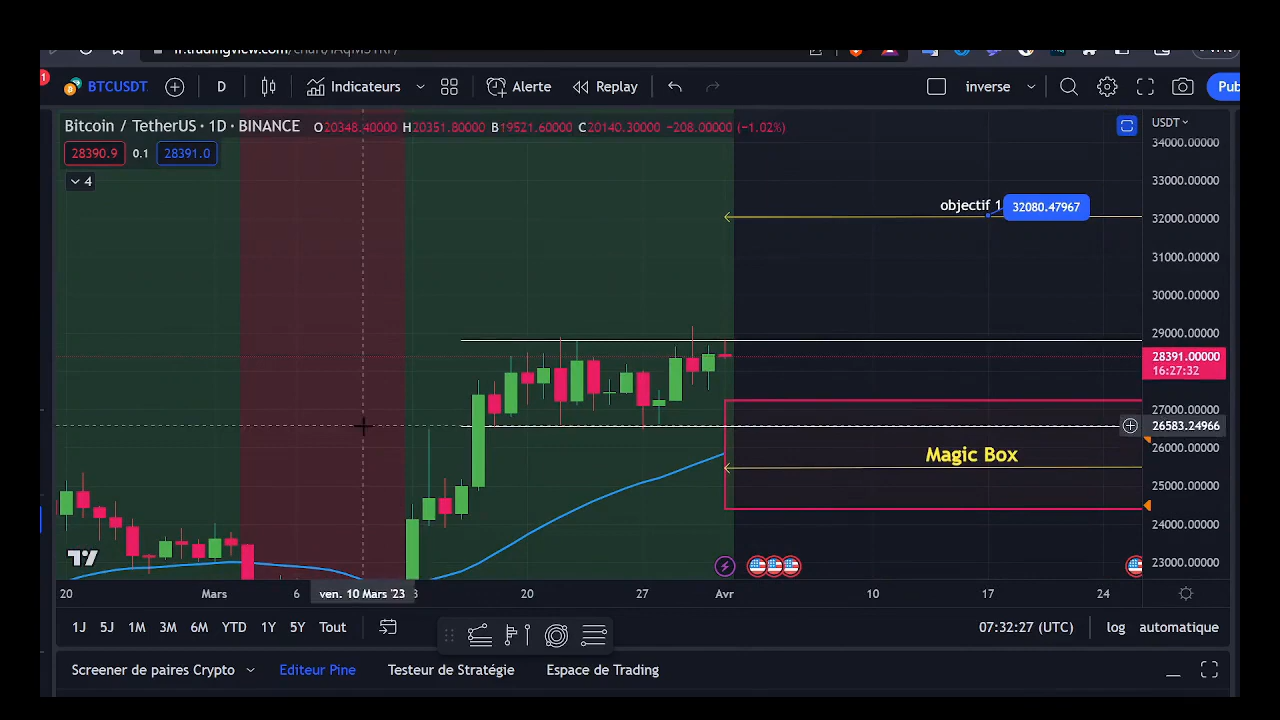 1
BTCUSDT
D
Indicateurs
Alerte
Replay
inverse
Pub
Bitcoin / TetherUS · 1D · BINANCE O20348.40000 H20351.80000 B19521.60000 C20140.30000 −208.00000 (−1.02%)
USDT
28390.9 0.1 28391.0
4
34000.00000
33000.00000
objectif 1 32080.47967
32000.00000
31000.00000
30000.00000
29000.00000
28391.00000
16:27:32
27000.00000
26583.24966
26000.00000
Magic Box
25000.00000
24000.00000
23000.00000
20 Mars 6 ven. 10 Mars '23 3 20 27 Avr 10 17 24
1J 5J 1M 3M 6M YTD 1Y 5Y Tout
07:32:27 (UTC) log automatique
Screener de paires Crypto Editeur Pine Testeur de Stratégie Espace de Trading